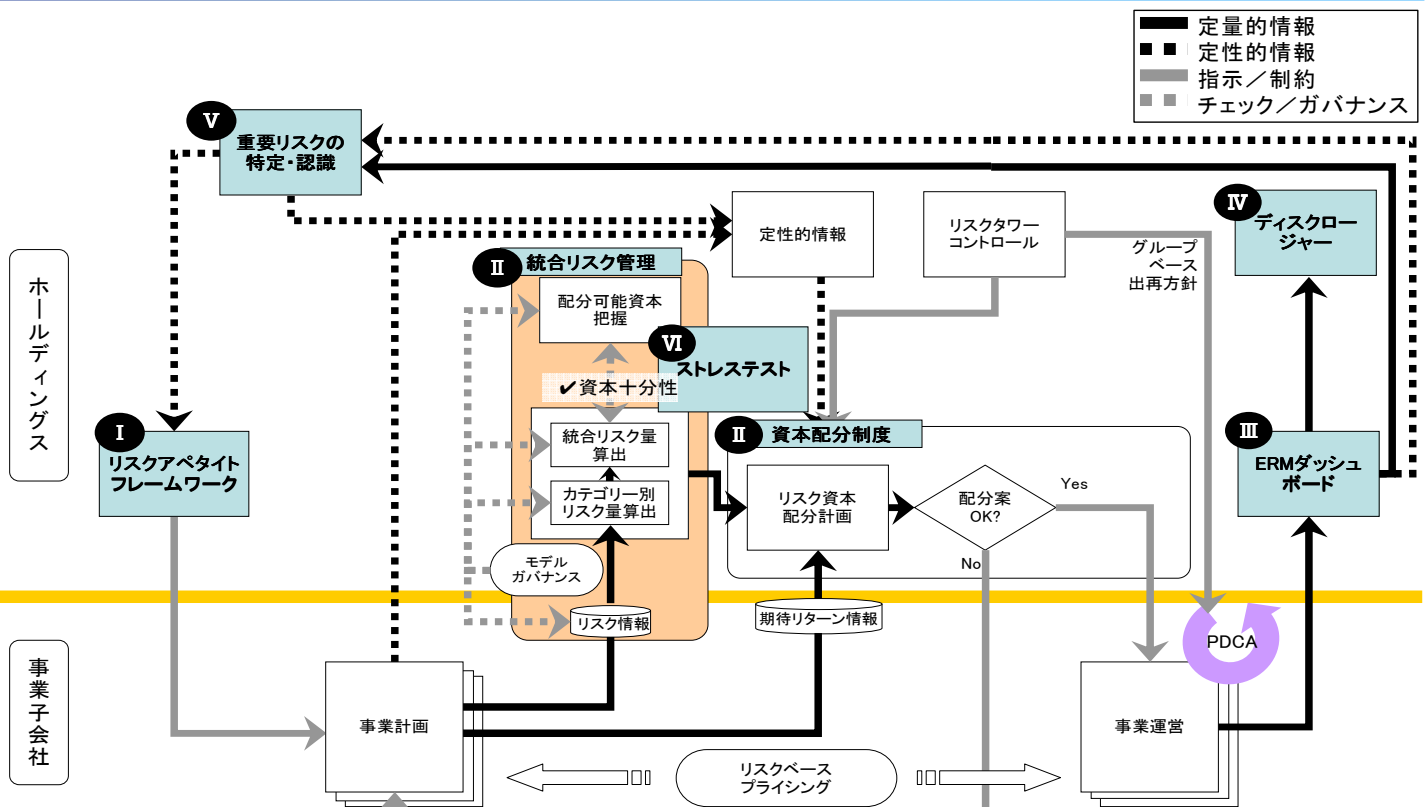 定量的情報
定性的情報
指示／制約
チェック／ガバナンス
Ⅴ
重要リスクの
特定・認識
定性的情報
リスクタワー
コントロール
グループ
ベース
出再方針
Ⅳ
ディスクロー
ジャー
ホールディングス
Ⅱ
統合リスク管理
配分可能資本
把握
Ⅵ
ストレステスト
✔資本十分性
Ⅰ
リスクアペタイト
フレームワーク
統合リスク量
算出
カテゴリー別
リスク量算出
Ⅱ
資本配分制度
リスク資本
配分計画
配分案
OK?
Yes
No
Ⅲ
ERMダッシュ
ボード
モデル
ガバナンス
リスク情報
期待リターン情報
PDCA
事業子会社
事業計画
事業運営
リスクベース
プライシング